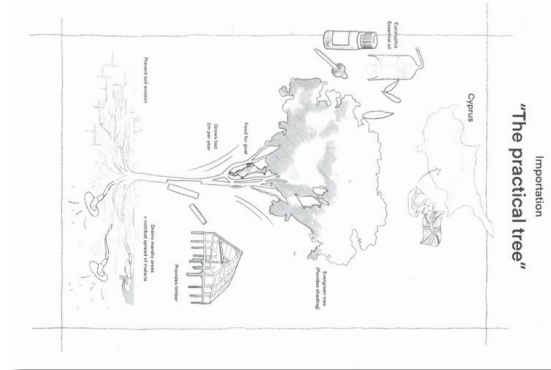 Importation
"The practical tree"
Cyprus
Eucalyptus
Essential oil
Evergreen tree
(Povides shading)
Food for goat
Grows fast
1m per year
Provides timber
Prevent soil erosion
Drains marshy areas
+ combat spread of malaria